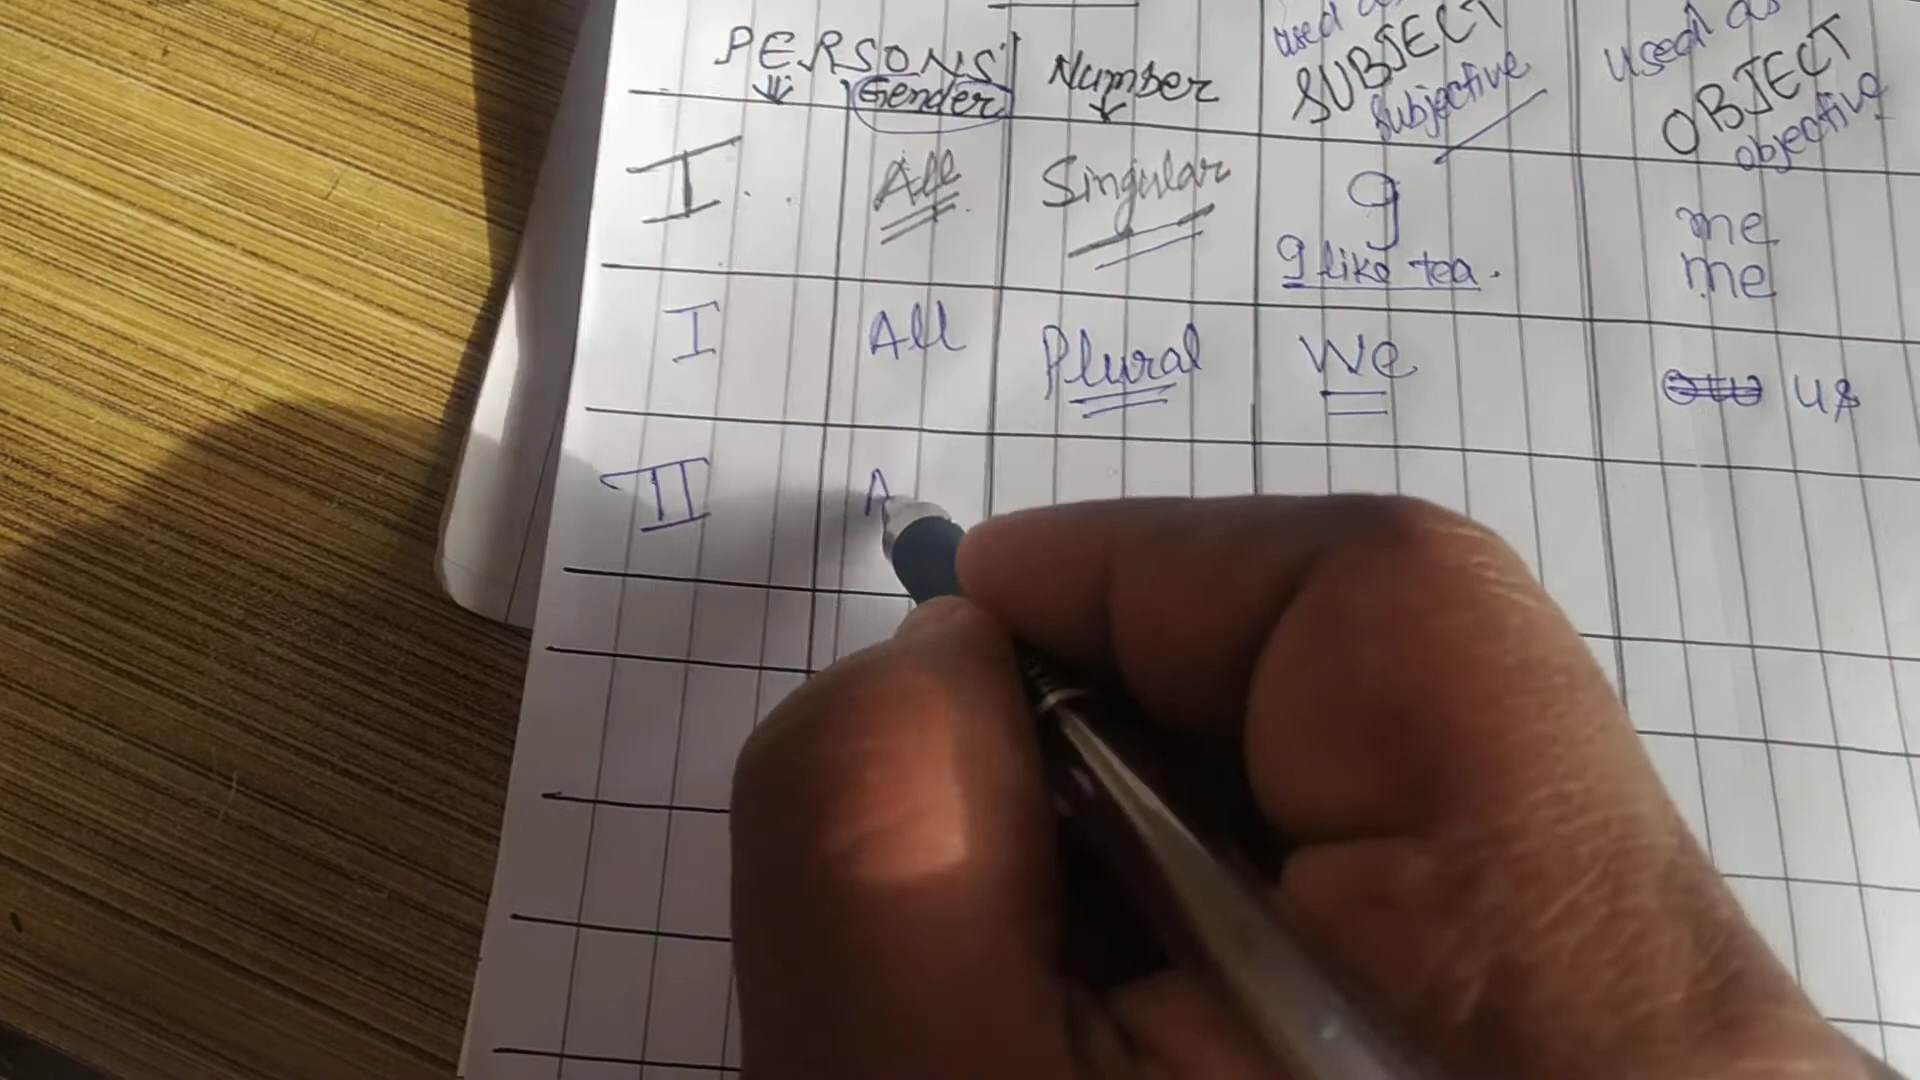 PERSONS Gender Number used as SUBJECT Subjective used as OBJECT objective
I. All Singular I me
I like tea. me
I All Plural We us
II A